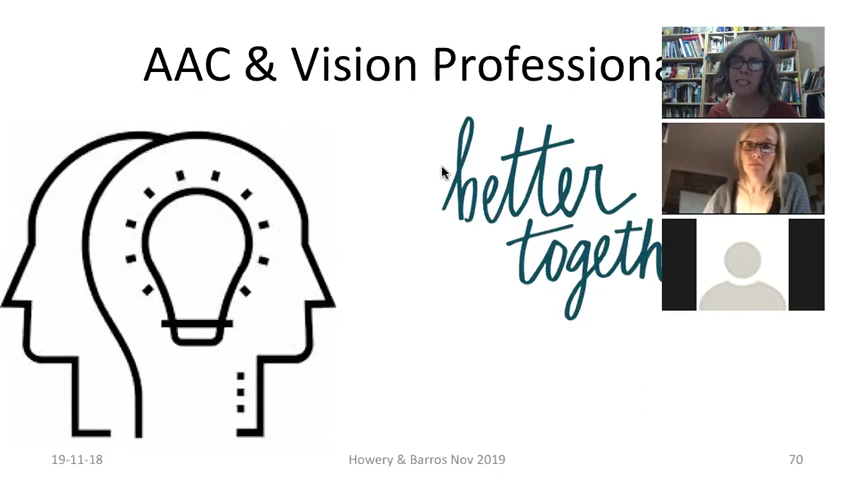 AAC & Vision Professiona
better
togeth
19-11-18
Howery & Barros Nov 2019
70